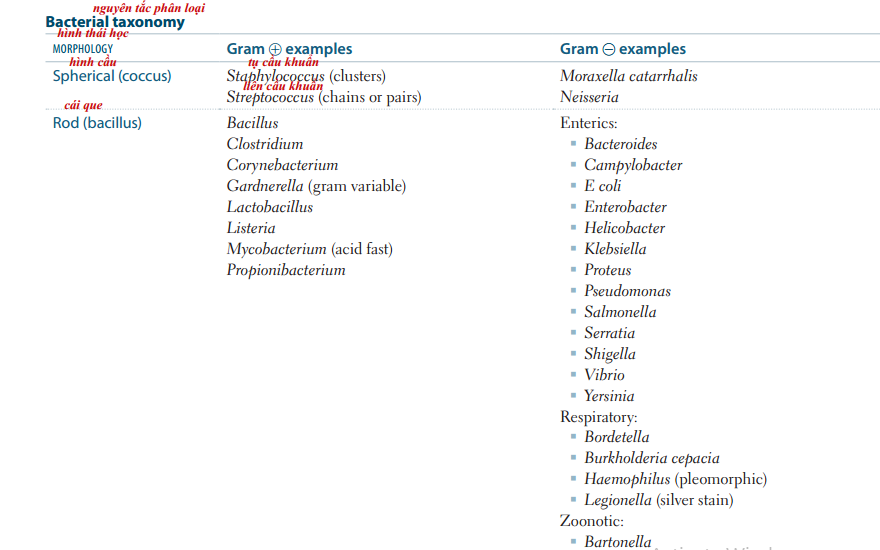 nguyên tắc phân loại
Bacterial taxonomy
hình thái học
MORPHOLOGY Gram ⊕ examples Gram ⊖ examples
hình cầu tụ cầu khuẩn
Spherical (coccus) Staphylococcus (clusters) Moraxella catarrhalis
liên cầu khuẩn
Streptococcus (chains or pairs) Neisseria
cái que
Rod (bacillus) Bacillus Enterics:
Clostridium ▪ Bacteroides
Corynebacterium ▪ Campylobacter
Gardnerella (gram variable) ▪ E coli
Lactobacillus ▪ Enterobacter
Listeria ▪ Helicobacter
Mycobacterium (acid fast) ▪ Klebsiella
Propionibacterium ▪ Proteus
▪ Pseudomonas
▪ Salmonella
▪ Serratia
▪ Shigella
▪ Vibrio
▪ Yersinia
Respiratory:
▪ Bordetella
▪ Burkholderia cepacia
▪ Haemophilus (pleomorphic)
▪ Legionella (silver stain)
Zoonotic:
▪ Bartonella